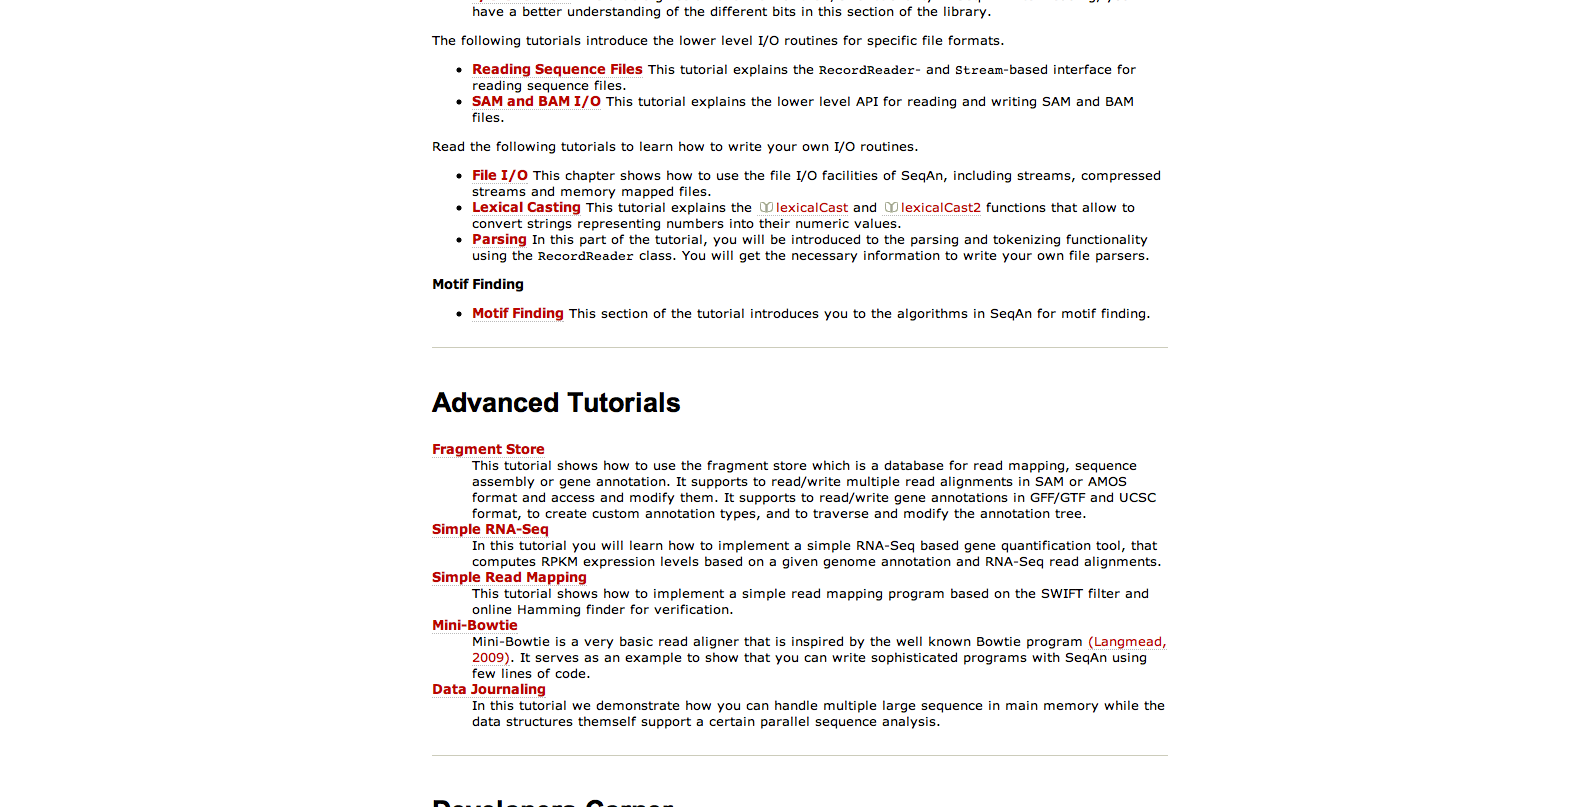 have a better understanding of the different bits in this section of the library.
The following tutorials introduce the lower level I/O routines for specific file formats.
• Reading Sequence Files This tutorial explains the RecordReader- and Stream-based interface for
reading sequence files.
• SAM and BAM I/O This tutorial explains the lower level API for reading and writing SAM and BAM
files.
Read the following tutorials to learn how to write your own I/O routines.
• File I/O This chapter shows how to use the file I/O facilities of SeqAn, including streams, compressed
streams and memory mapped files.
• Lexical Casting This tutorial explains the lexicalCast and lexicalCast2 functions that allow to
convert strings representing numbers into their numeric values.
• Parsing In this part of the tutorial, you will be introduced to the parsing and tokenizing functionality
using the RecordReader class. You will get the necessary information to write your own file parsers.
Motif Finding
• Motif Finding This section of the tutorial introduces you to the algorithms in SeqAn for motif finding.
Advanced Tutorials
Fragment Store
This tutorial shows how to use the fragment store which is a database for read mapping, sequence
assembly or gene annotation. It supports to read/write multiple read alignments in SAM or AMOS
format and access and modify them. It supports to read/write gene annotations in GFF/GTF and UCSC
format, to create custom annotation types, and to traverse and modify the annotation tree.
Simple RNA-Seq
In this tutorial you will learn how to implement a simple RNA-Seq based gene quantification tool, that
computes RPKM expression levels based on a given genome annotation and RNA-Seq read alignments.
Simple Read Mapping
This tutorial shows how to implement a simple read mapping program based on the SWIFT filter and
online Hamming finder for verification.
Mini-Bowtie
Mini-Bowtie is a very basic read aligner that is inspired by the well known Bowtie program (Langmead,
2009). It serves as an example to show that you can write sophisticated programs with SeqAn using
few lines of code.
Data Journaling
In this tutorial we demonstrate how you can handle multiple large sequence in main memory while the
data structures themself support a certain parallel sequence analysis.
Developers Corner